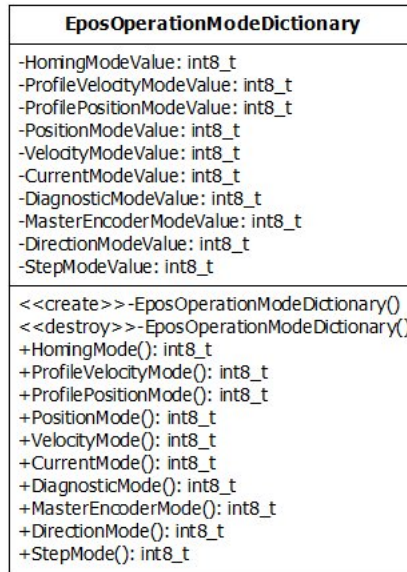 EposOperationModeDictionary
-HomingModeValue: int8_t
-ProfileVelocityModeValue: int8_t
-ProfilePositionModeValue: int8_t
-PositionModeValue: int8_t
-VelocityModeValue: int8_t
-CurrentModeValue: int8_t
-DiagnosticModeValue: int8_t
-MasterEncoderModeValue: int8_t
-DirectionModeValue: int8_t
-StepModeValue: int8_t
<<create>>-EposOperationModeDictionary()
<<destroy>>-EposOperationModeDictionary()
+HomingMode(): int8_t
+ProfileVelocityMode(): int8_t
+ProfilePositionMode(): int8_t
+PositionMode(): int8_t
+VelocityMode(): int8_t
+CurrentMode(): int8_t
+DiagnosticMode(): int8_t
+MasterEncoderMode(): int8_t
+DirectionMode(): int8_t
+StepMode(): int8_t